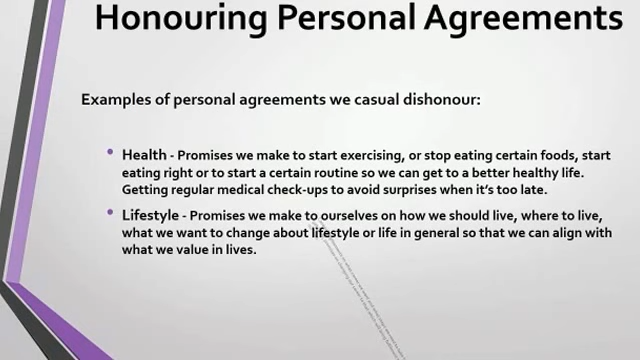 Honouring Personal Agreements
Examples of personal agreements we casual dishonour:
• Health - Promises we make to start exercising, or stop eating certain foods, start
eating right or to start a certain routine so we can get to a better healthy life.
Getting regular medical check-ups to avoid surprises when it's too late.
• Lifestyle - Promises we make to ourselves on how we should live, where to live,
what we want to change about lifestyle or life in general so that we can align with
what we value in lives.